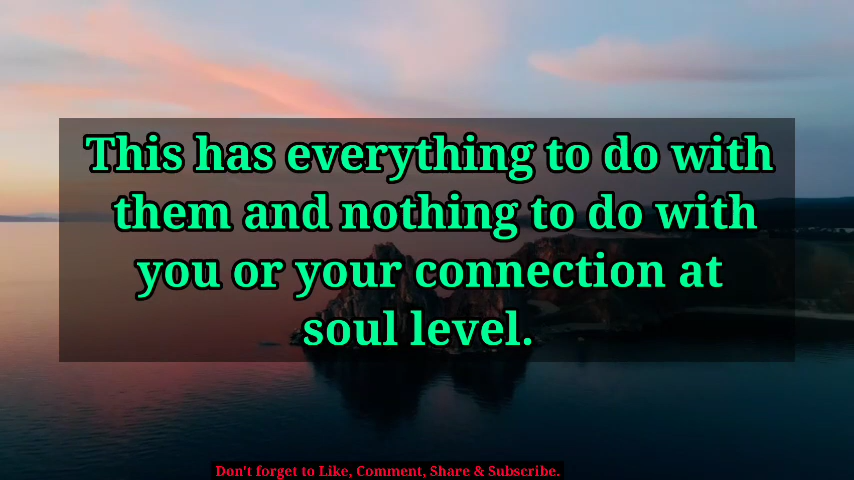 This has everything to do with
them and nothing to do with
you or your connection at
soul level.
Don't forget to Like, Comment, Share & Subscribe.